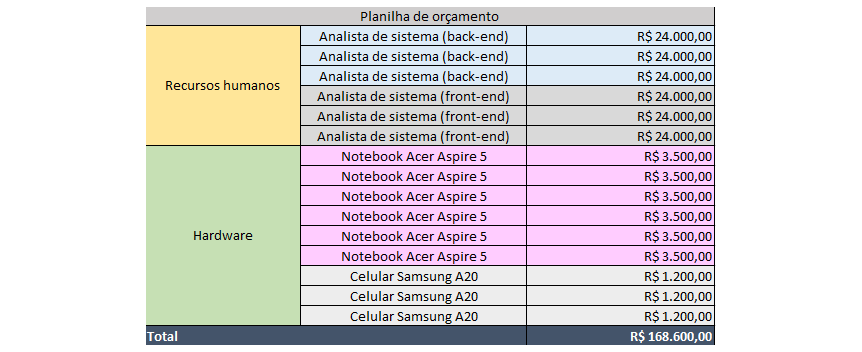 Planilha de orçamento
Recursos humanos
Analista de sistema (back-end) R$ 24.000,00
Analista de sistema (back-end) R$ 24.000,00
Analista de sistema (back-end) R$ 24.000,00
Analista de sistema (front-end) R$ 24.000,00
Analista de sistema (front-end) R$ 24.000,00
Analista de sistema (front-end) R$ 24.000,00
Hardware
Notebook Acer Aspire 5 R$ 3.500,00
Notebook Acer Aspire 5 R$ 3.500,00
Notebook Acer Aspire 5 R$ 3.500,00
Notebook Acer Aspire 5 R$ 3.500,00
Notebook Acer Aspire 5 R$ 3.500,00
Notebook Acer Aspire 5 R$ 3.500,00
Celular Samsung A20 R$ 1.200,00
Celular Samsung A20 R$ 1.200,00
Celular Samsung A20 R$ 1.200,00
Total R$ 168.600,00